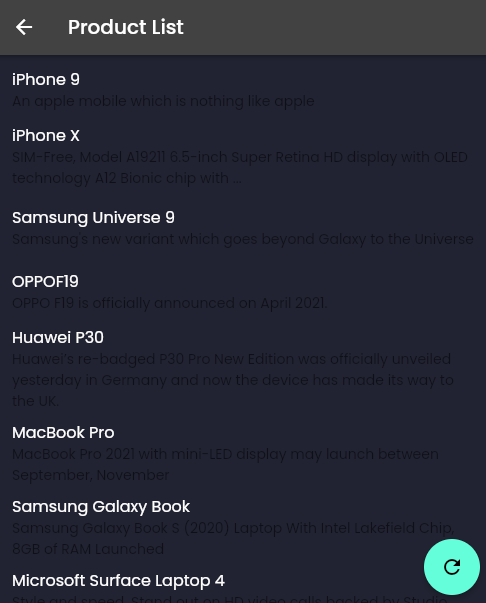 Product List
iPhone 9
An apple mobile which is nothing like apple
iPhone X
SIM-Free, Model A19211 6.5-inch Super Retina HD display with OLED
technology A12 Bionic chip with ...
Samsung Universe 9
Samsung's new variant which goes beyond Galaxy to the Universe
OPPOF19
OPPO F19 is officially announced on April 2021.
Huawei P30
Huawei's re-badged P30 Pro New Edition was officially unveiled
yesterday in Germany and now the device has made its way to
the UK.
MacBook Pro
MacBook Pro 2021 with mini-LED display may launch between
September, November
Samsung Galaxy Book
Samsung Galaxy Book S (2020) Laptop With Intel Lakefield Chip,
8GB of RAM Launched
Microsoft Surface Laptop 4
Style and speed. Stand out on HD video calls backed by Studio